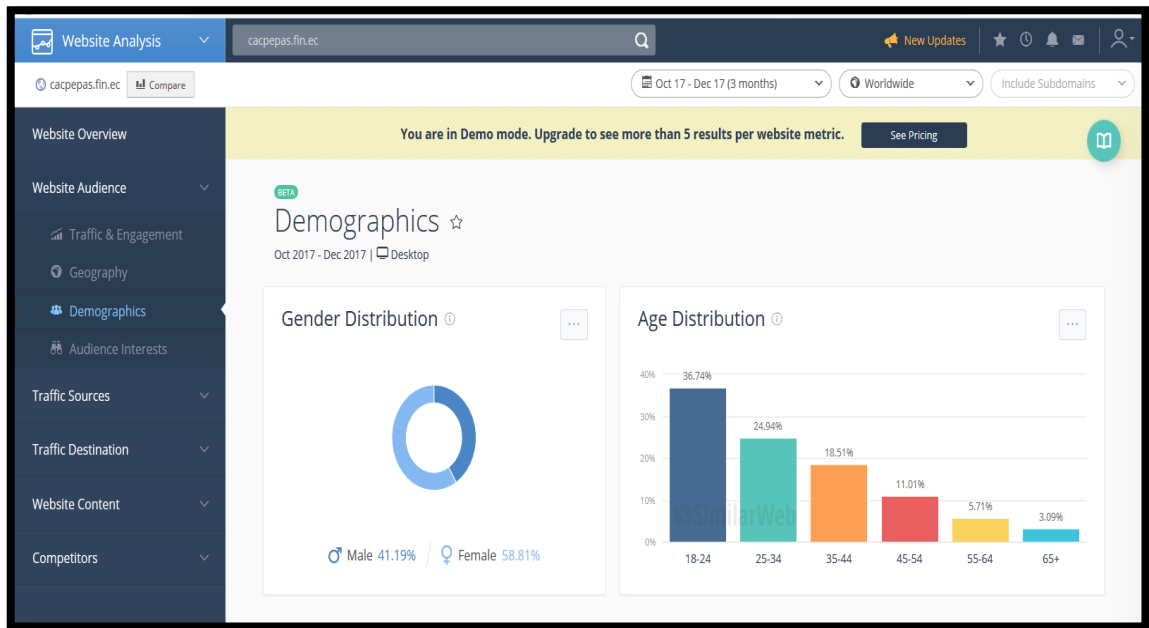 Website Analysis
cacpepas.fin.ec
New Updates
cacpepas.fin.ec
Compare
Oct 17 - Dec 17 (3 months)
Worldwide
Include Subdomains
Website Overview
Website Audience
Traffic & Engagement
Geography
Demographics
Audience Interests
Traffic Sources
Traffic Destination
Website Content
Competitors
You are in Demo mode. Upgrade to see more than 5 results per website metric.
See Pricing
BETA
Demographics
Oct 2017 - Dec 2017 | Desktop
Gender Distribution
Male 41.19%
Female 58.81%
Age Distribution
40%
30%
20%
10%
0%
36.74%
24.94%
18.51%
11.01%
5.71%
3.09%
SimilarWeb
18-24 25-34 35-44 45-54 55-64 65+